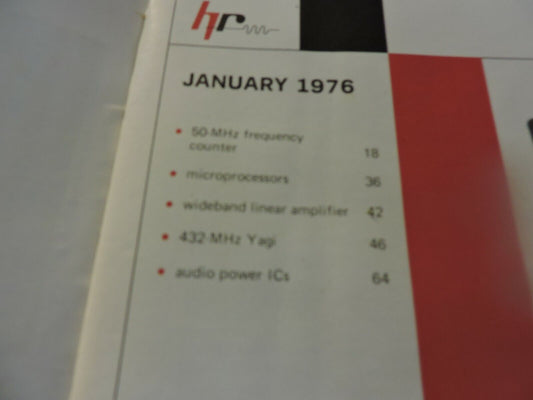 hr
JANUARY 1976
• 50-MHz frequency
counter 18
• microprocessors 36
• wideband linear amplifier 42
• 432-MHz Yagi 46
• audio power ICs 64